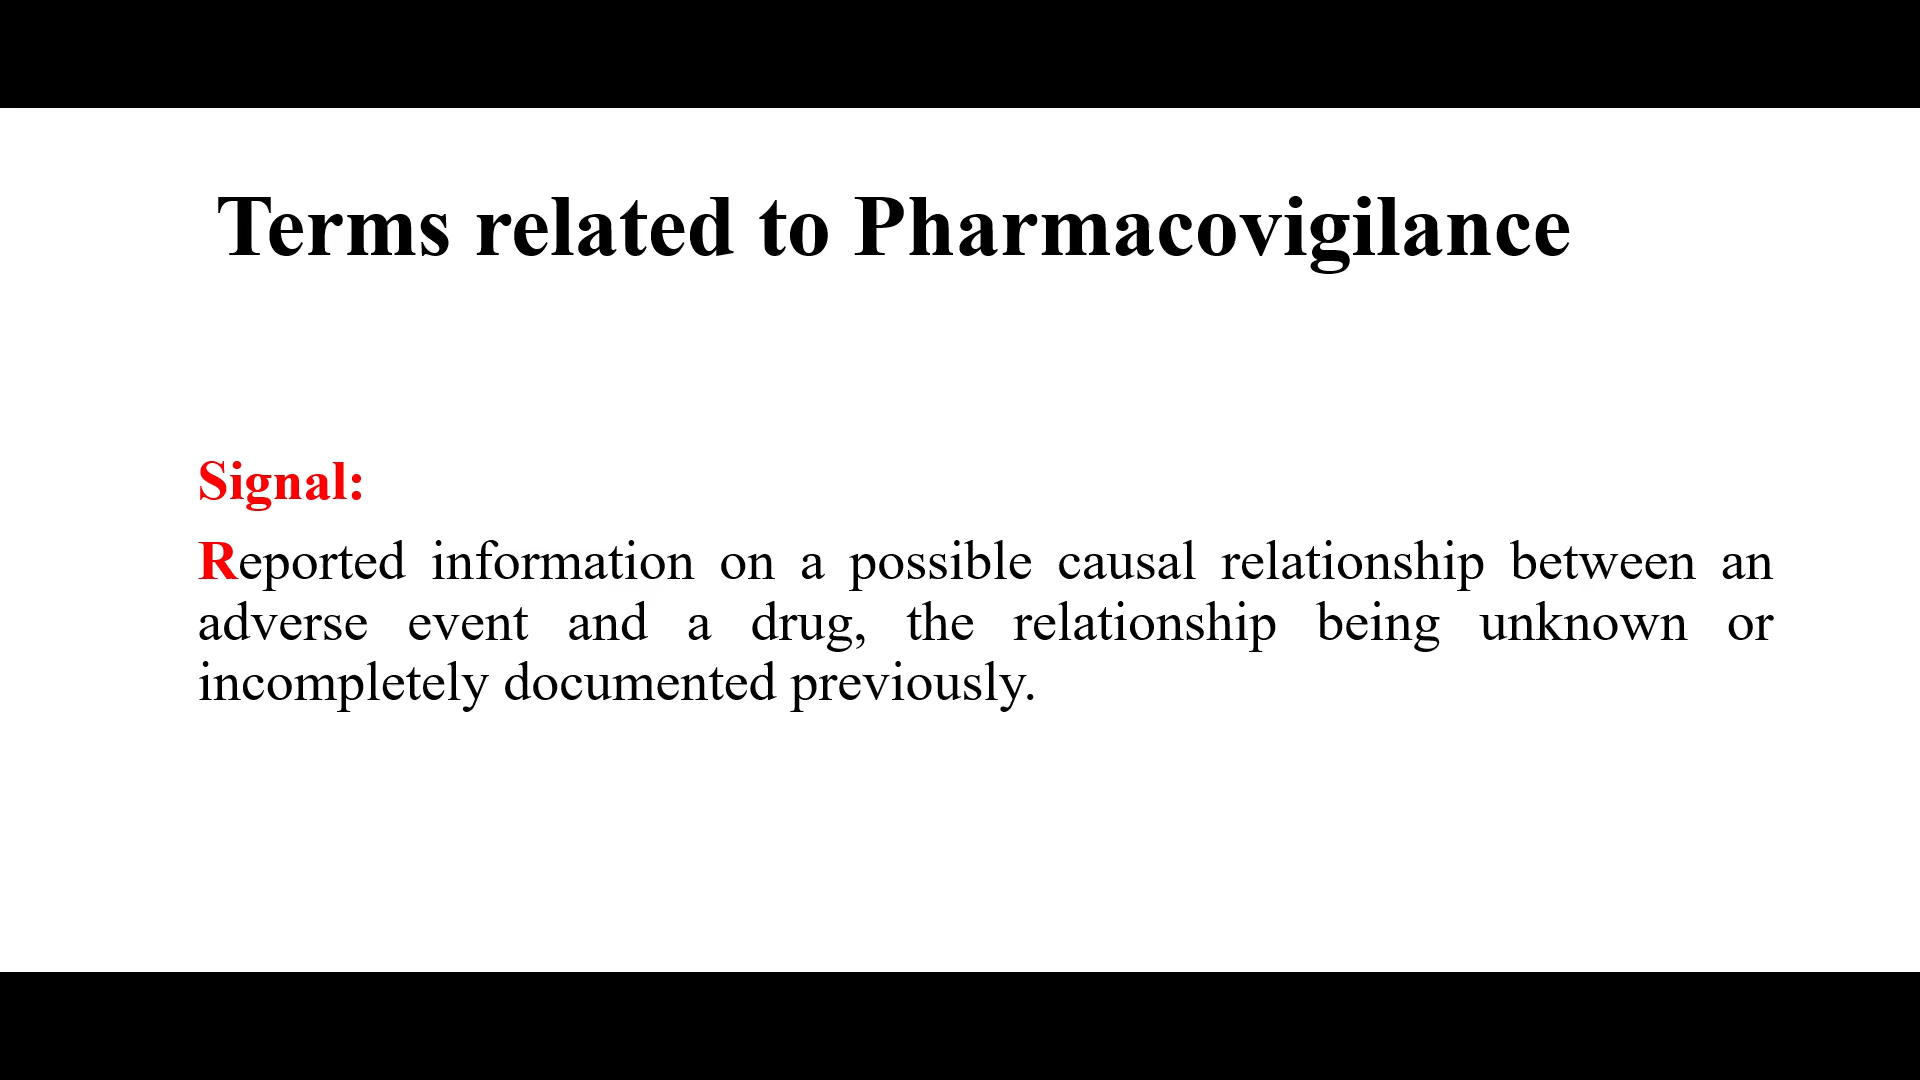 Terms related to Pharmacovigilance
Signal:
Reported information on a possible causal relationship between an
adverse event and a drug, the relationship being unknown or
incompletely documented previously.